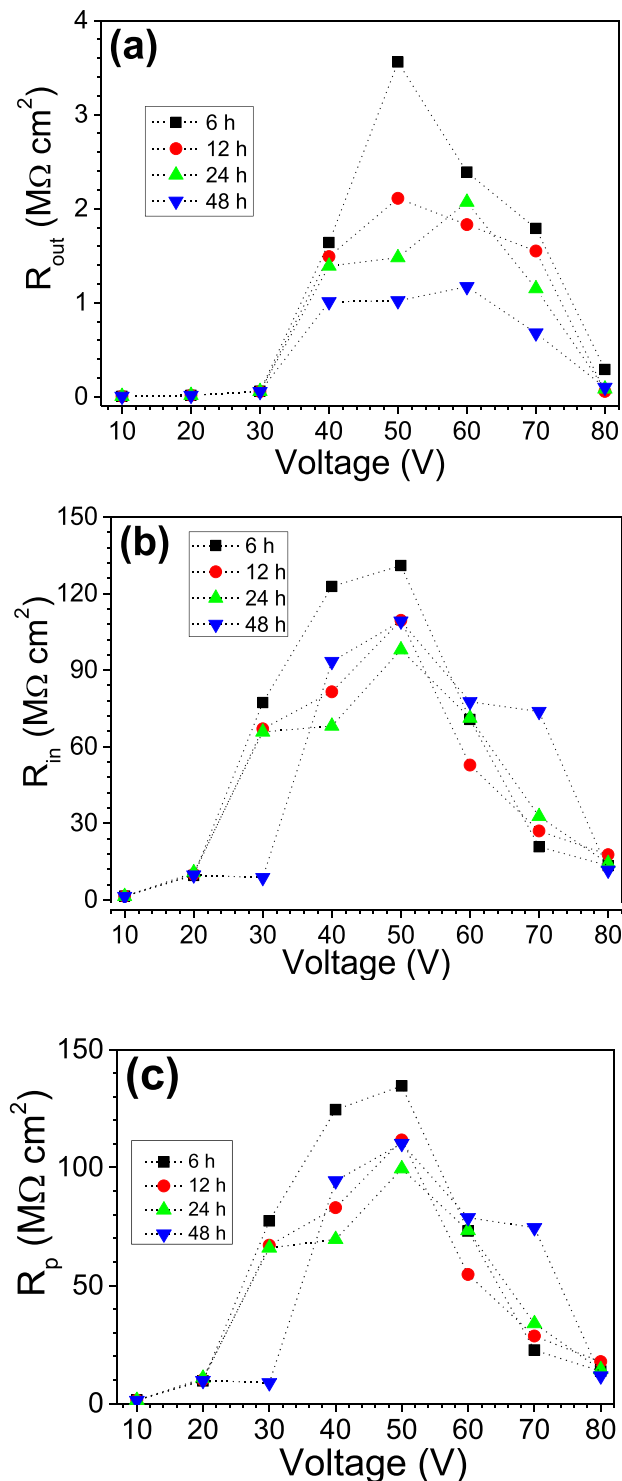 (a)
4
3
2
1
0
R_out (MΩ cm²)
6 h
12 h
24 h
48 h
10 20 30 40 50 60 70 80
Voltage (V)
(b)
150
120
90
60
30
0
R_in (MΩ cm²)
6 h
12 h
24 h
48 h
10 20 30 40 50 60 70 80
Voltage (V)
(c)
150
100
50
0
R_p (MΩ cm²)
6 h
12 h
24 h
48 h
10 20 30 40 50 60 70 80
Voltage (V)